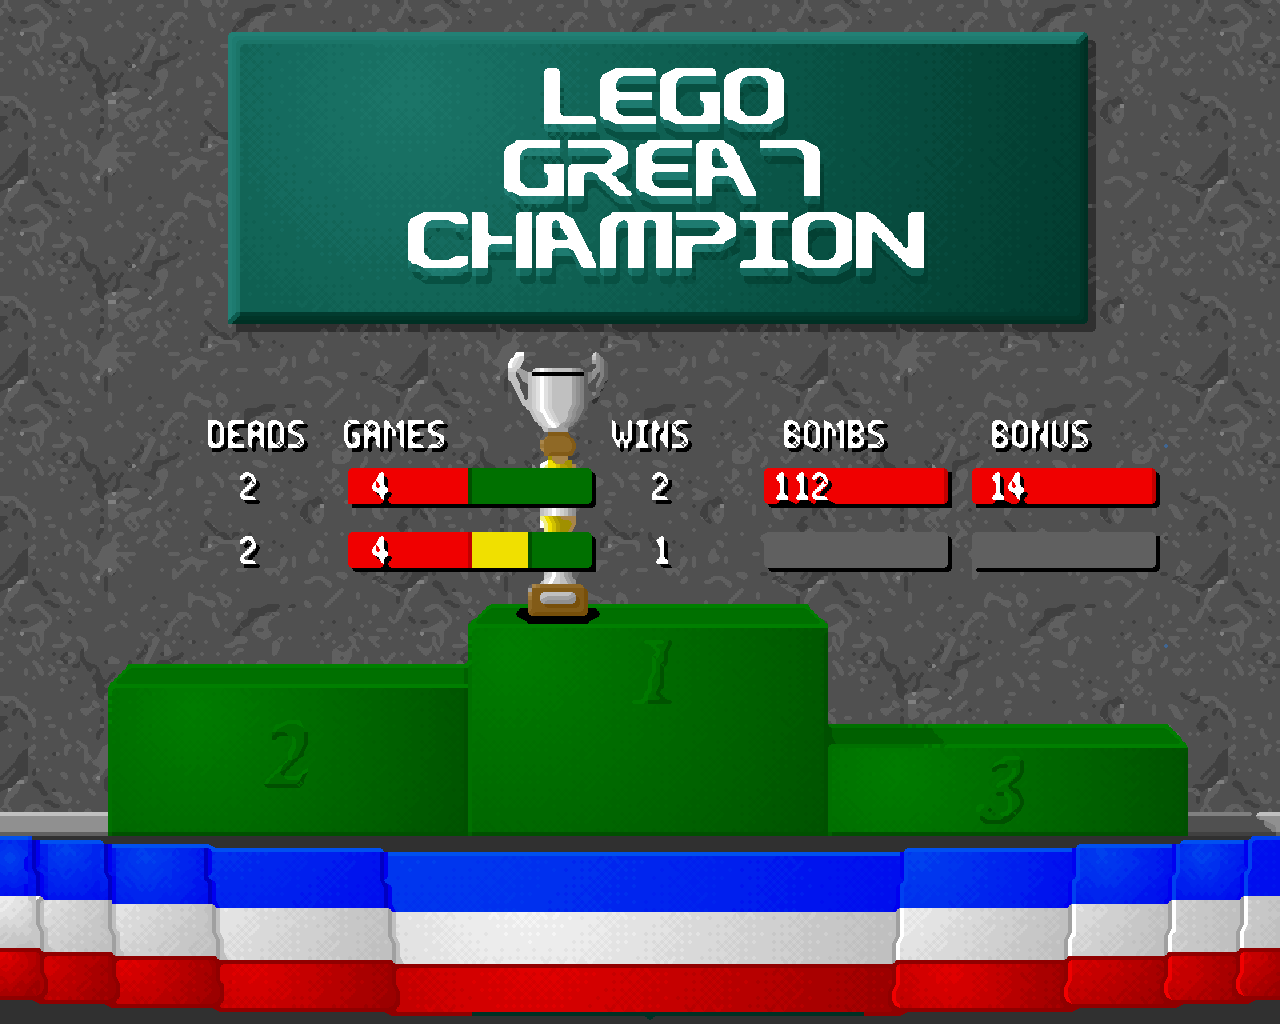 LEGO
GREAT
CHAMPION
DEADS GAMES WINS BOMBS BONUS
2 4 2 112 14
2 4 1
1
2
3